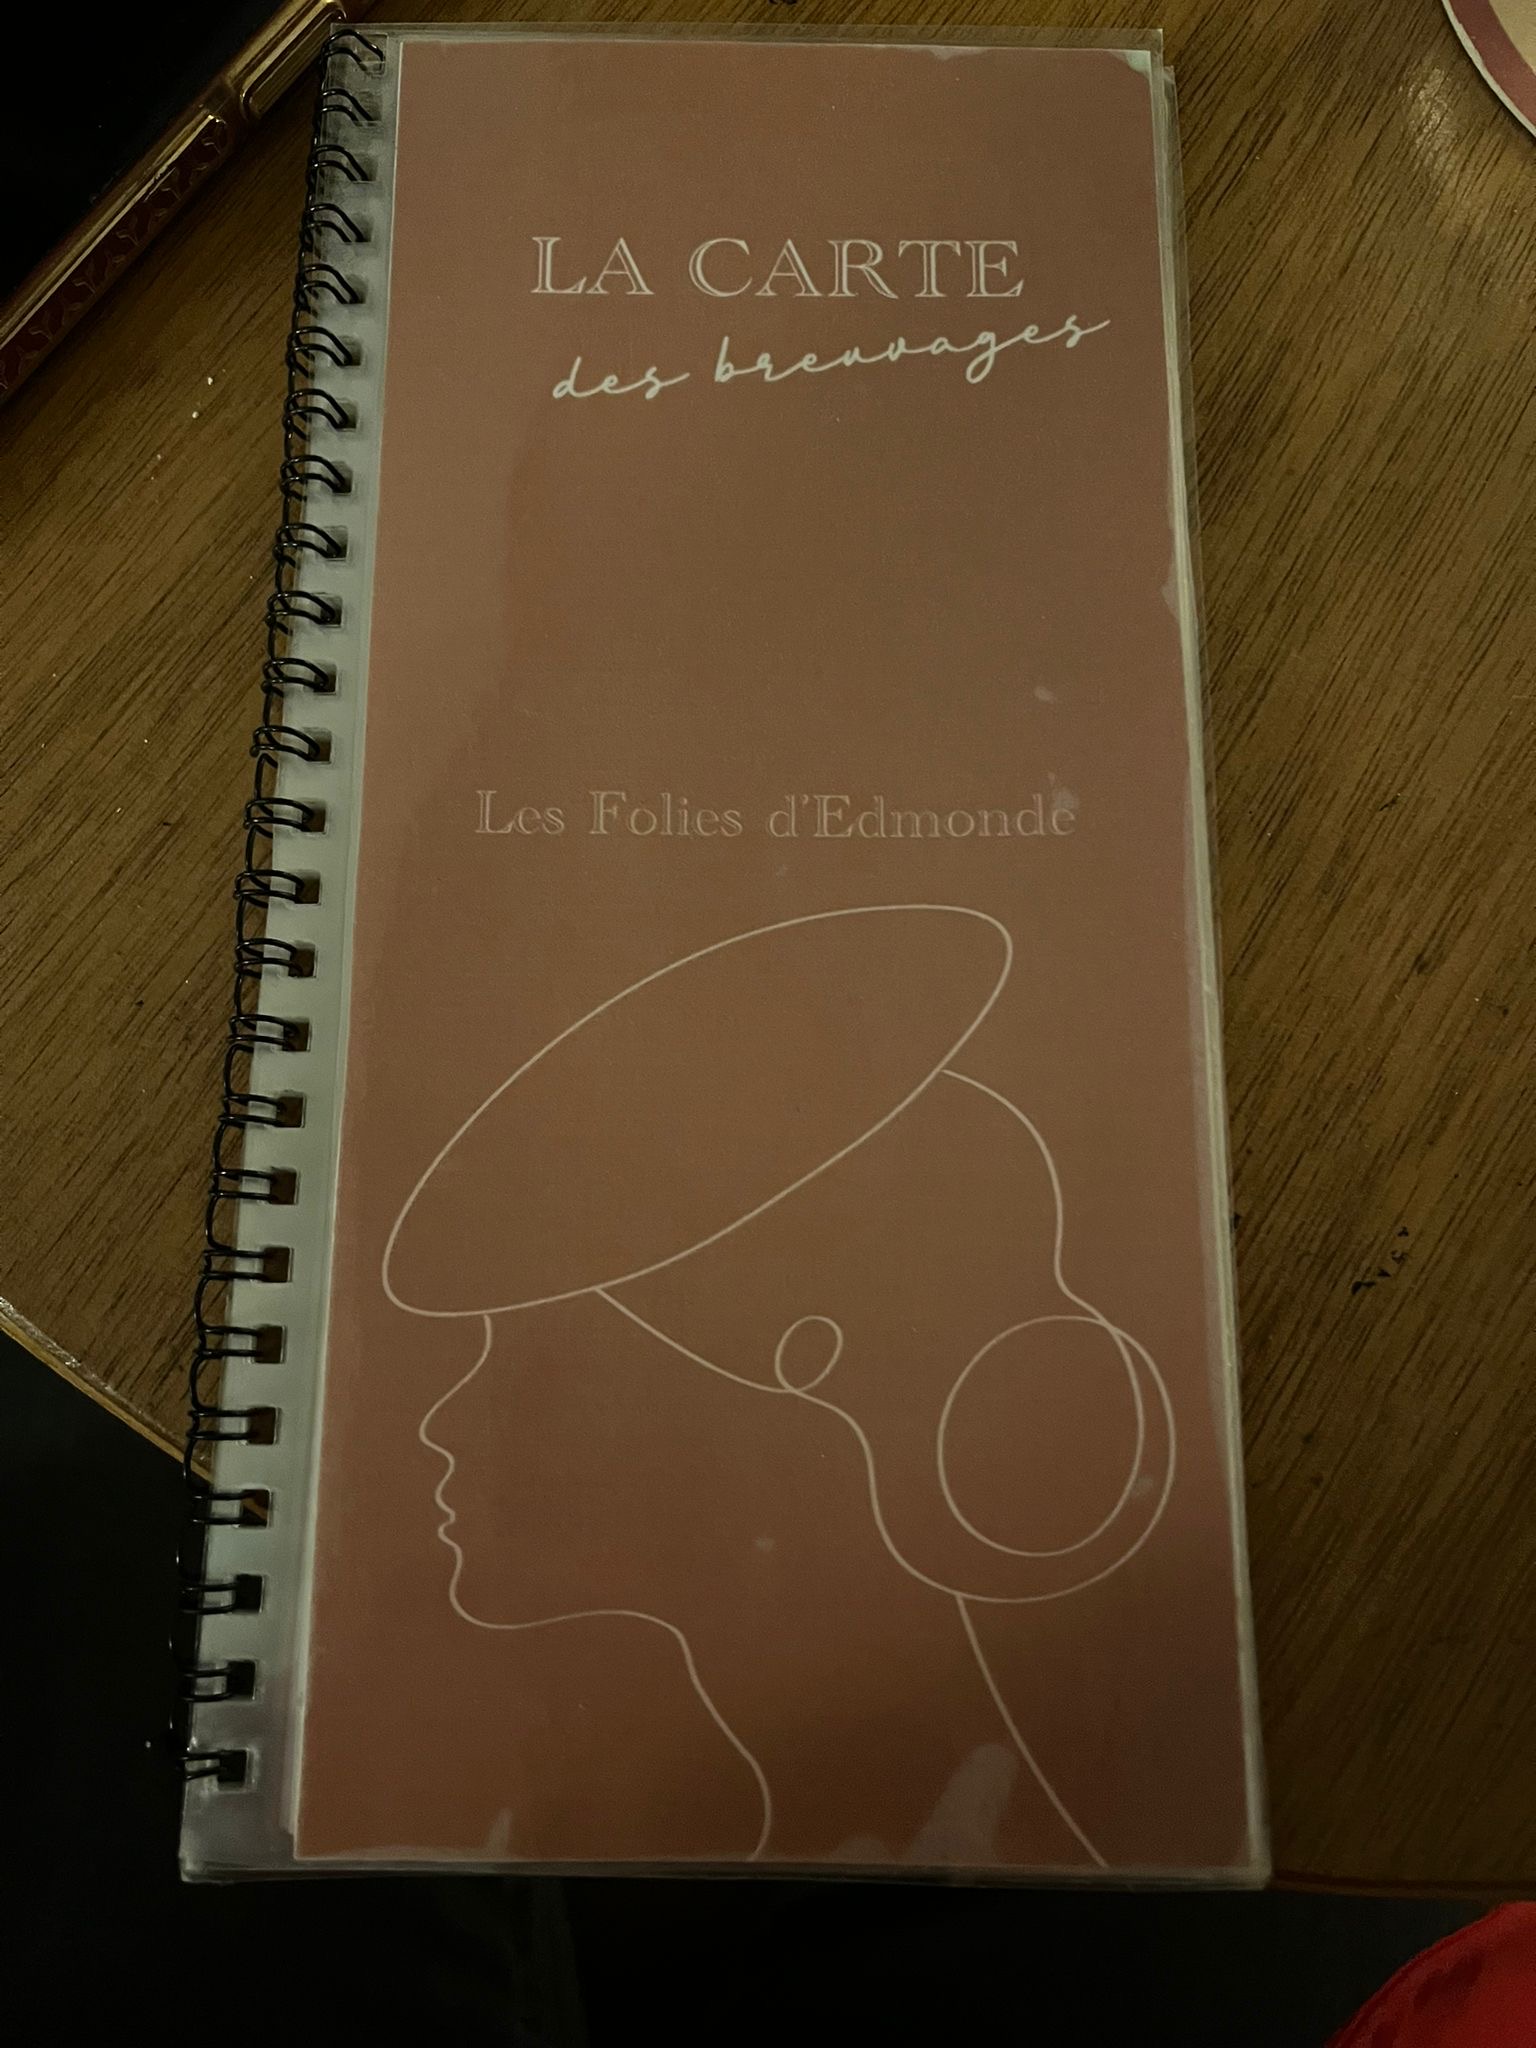 LA CARTE
des breuvages
Les Folies d'Edmonde